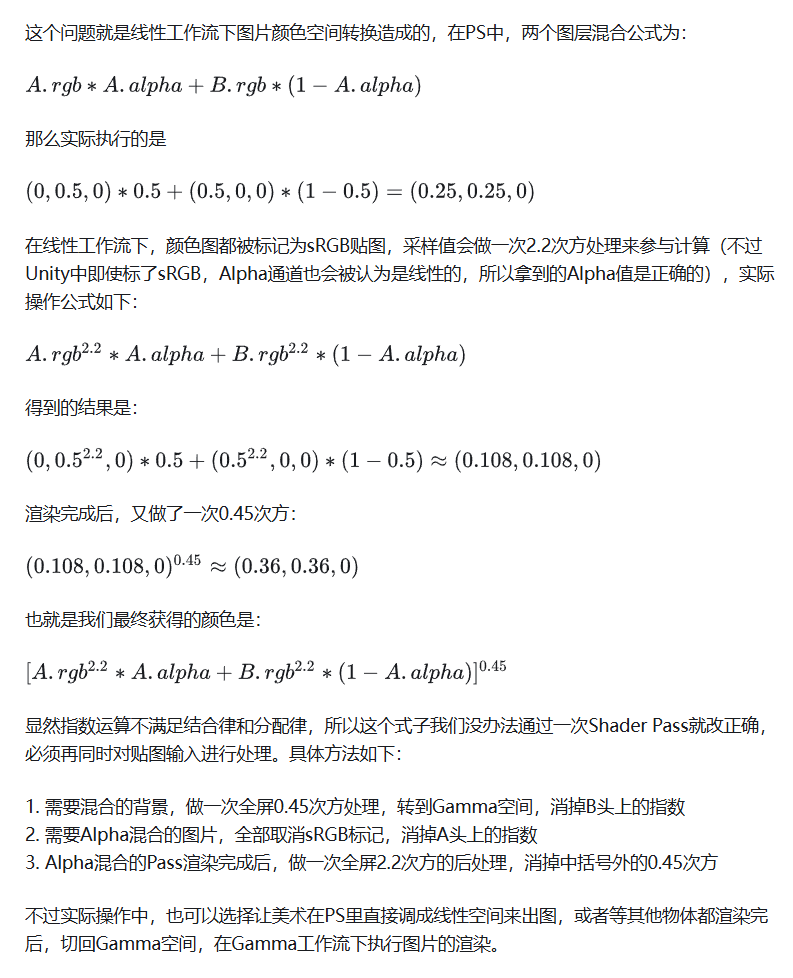 这个问题就是线性工作流下图片颜色空间转换造成的，在PS中，两个图层混合公式为：
A.rgb ∗ A.alpha + B.rgb ∗ (1 − A.alpha)
那么实际执行的是
(0, 0.5, 0) ∗ 0.5 + (0.5, 0, 0) ∗ (1 − 0.5) = (0.25, 0.25, 0)
在线性工作流下，颜色图都被标记为sRGB贴图，采样值会做一次2.2次方处理来参与计算（不过
Unity中即使标了sRGB，Alpha通道也会被认为是线性的，所以拿到的Alpha值是正确的）, 实际
操作公式如下：
A.rgb^2.2 ∗ A.alpha + B.rgb^2.2 ∗ (1 − A.alpha)
得到的结果是：
(0, 0.5^2.2, 0) ∗ 0.5 + (0.5^2.2, 0, 0) ∗ (1 − 0.5) ≈ (0.108, 0.108, 0)
渲染完成后，又做了一次0.45次方：
(0.108, 0.108, 0)^0.45 ≈ (0.36, 0.36, 0)
也就是我们最终获得的颜色是：
[A.rgb^2.2 ∗ A.alpha + B.rgb^2.2 ∗ (1 − A.alpha)]^0.45
显然指数运算不满足结合律和分配律，所以这个式子我们没办法通过一次Shader Pass就改正确，
必须再同时对贴图输入进行处理。具体方法如下：
1. 需要混合的背景，做一次全屏0.45次方处理，转到Gamma空间，消掉B头上的指数
2. 需要Alpha混合的图片，全部取消sRGB标记，消掉A头上的指数
3. Alpha混合的Pass渲染完成后，做一次全屏2.2次方的后处理，消掉中括号外的0.45次方
不过实际操作中，也可以选择让美术在PS里直接调成线性空间来出图，或者等其他物体都渲染完
后，切回Gamma空间，在Gamma工作流下执行图片的渲染。